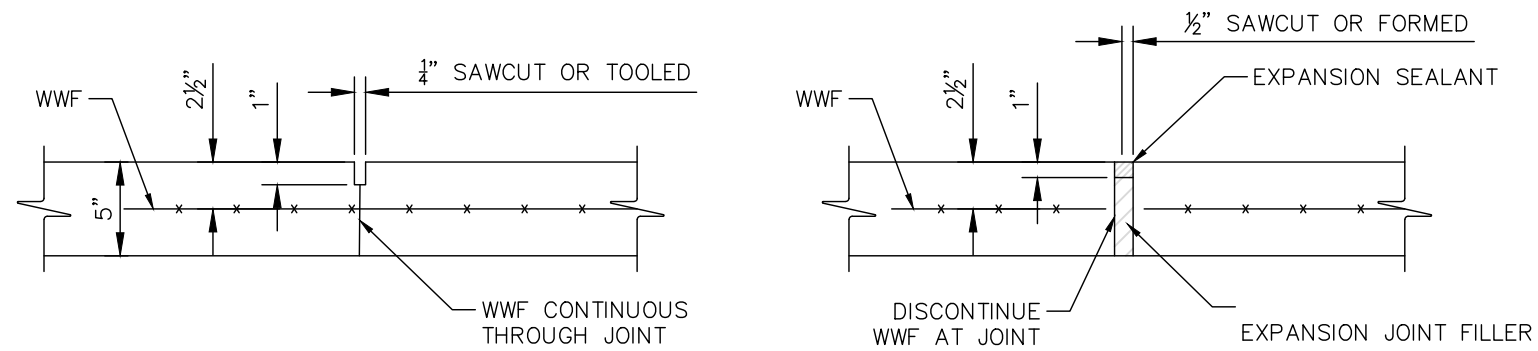 WWF
2½"
1"
¼" SAWCUT OR TOOLED
5"
WWF CONTINUOUS
THROUGH JOINT
½" SAWCUT OR FORMED
EXPANSION SEALANT
WWF
2½"
1"
DISCONTINUE
WWF AT JOINT
EXPANSION JOINT FILLER